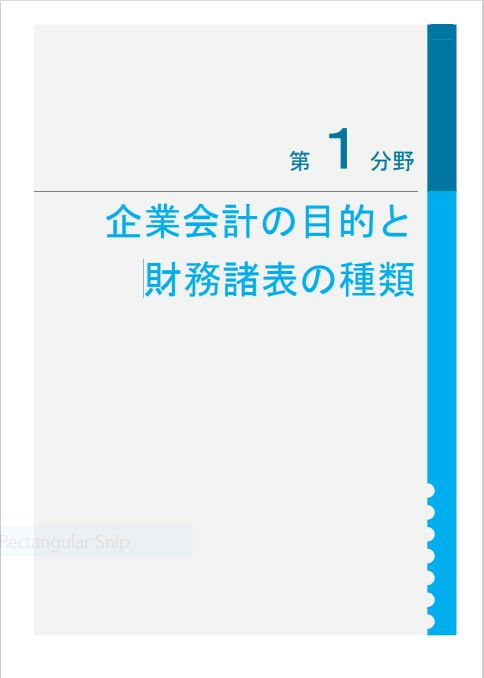 第 1 分野
企業会計の目的と
財務諸表の種類
Rectangular Snip